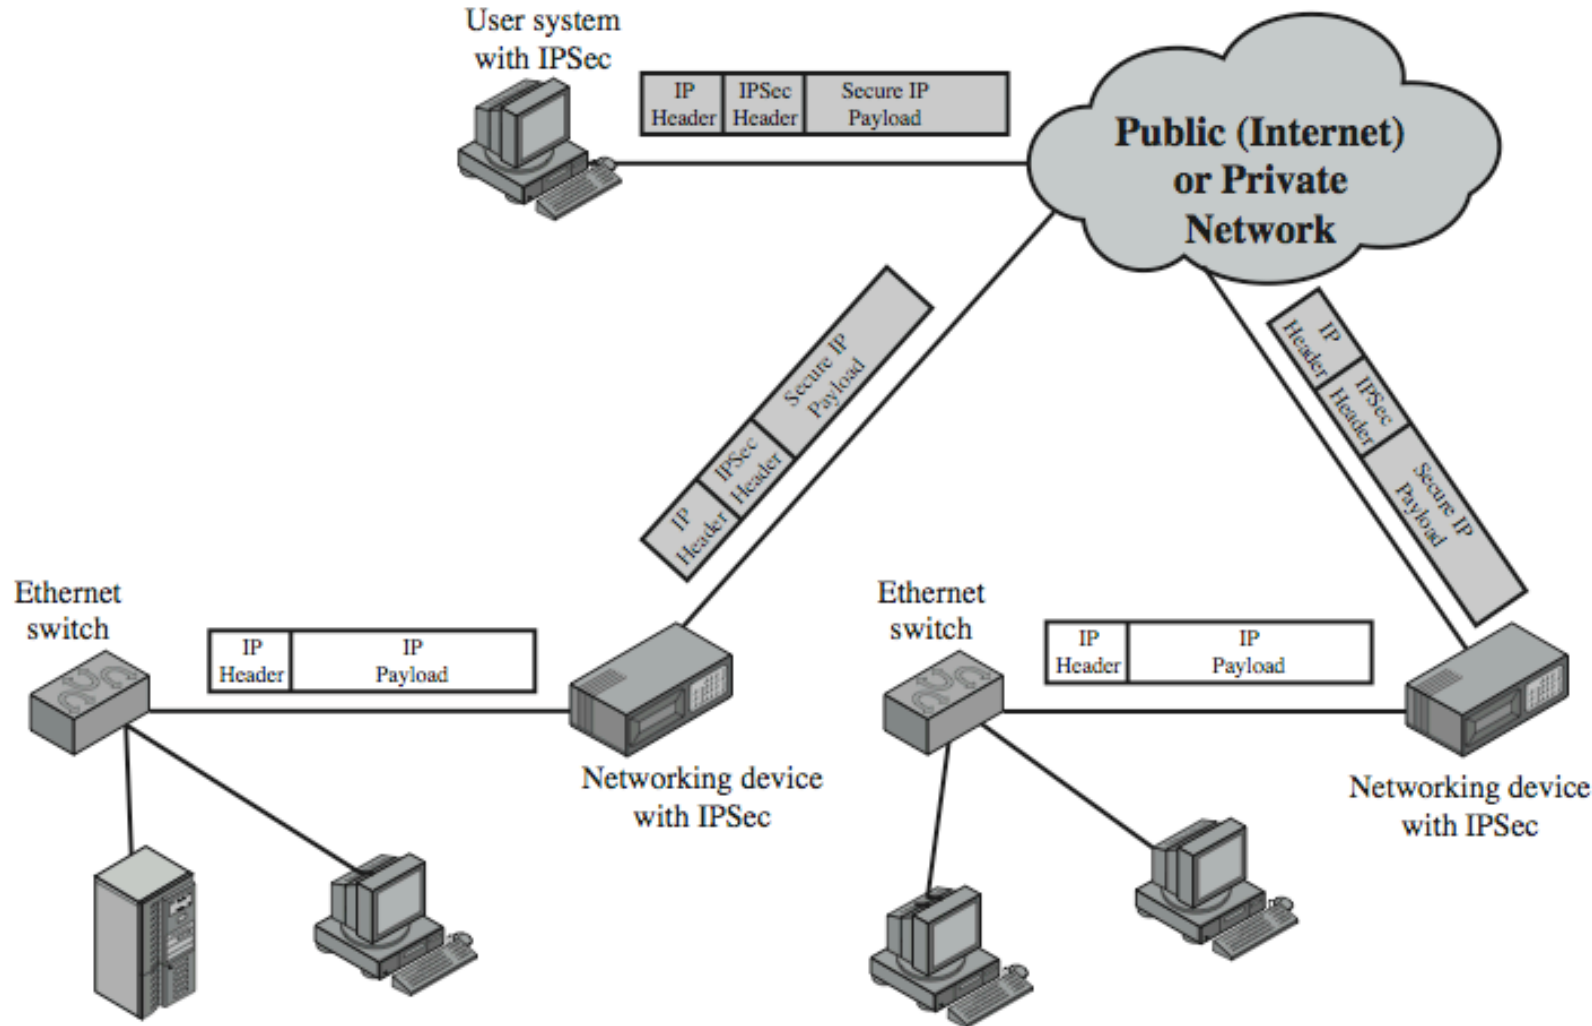 User system
with IPSec
IP
Header
IPSec
Header
Secure IP
Payload
Public (Internet)
or Private
Network
IP
Header
IPSec
Header
Secure IP
Payload
IP
Header
IPSec
Header
Secure IP
Payload
Ethernet
switch
IP
Header
IP
Payload
Networking device
with IPSec
Ethernet
switch
IP
Header
IP
Payload
Networking device
with IPSec